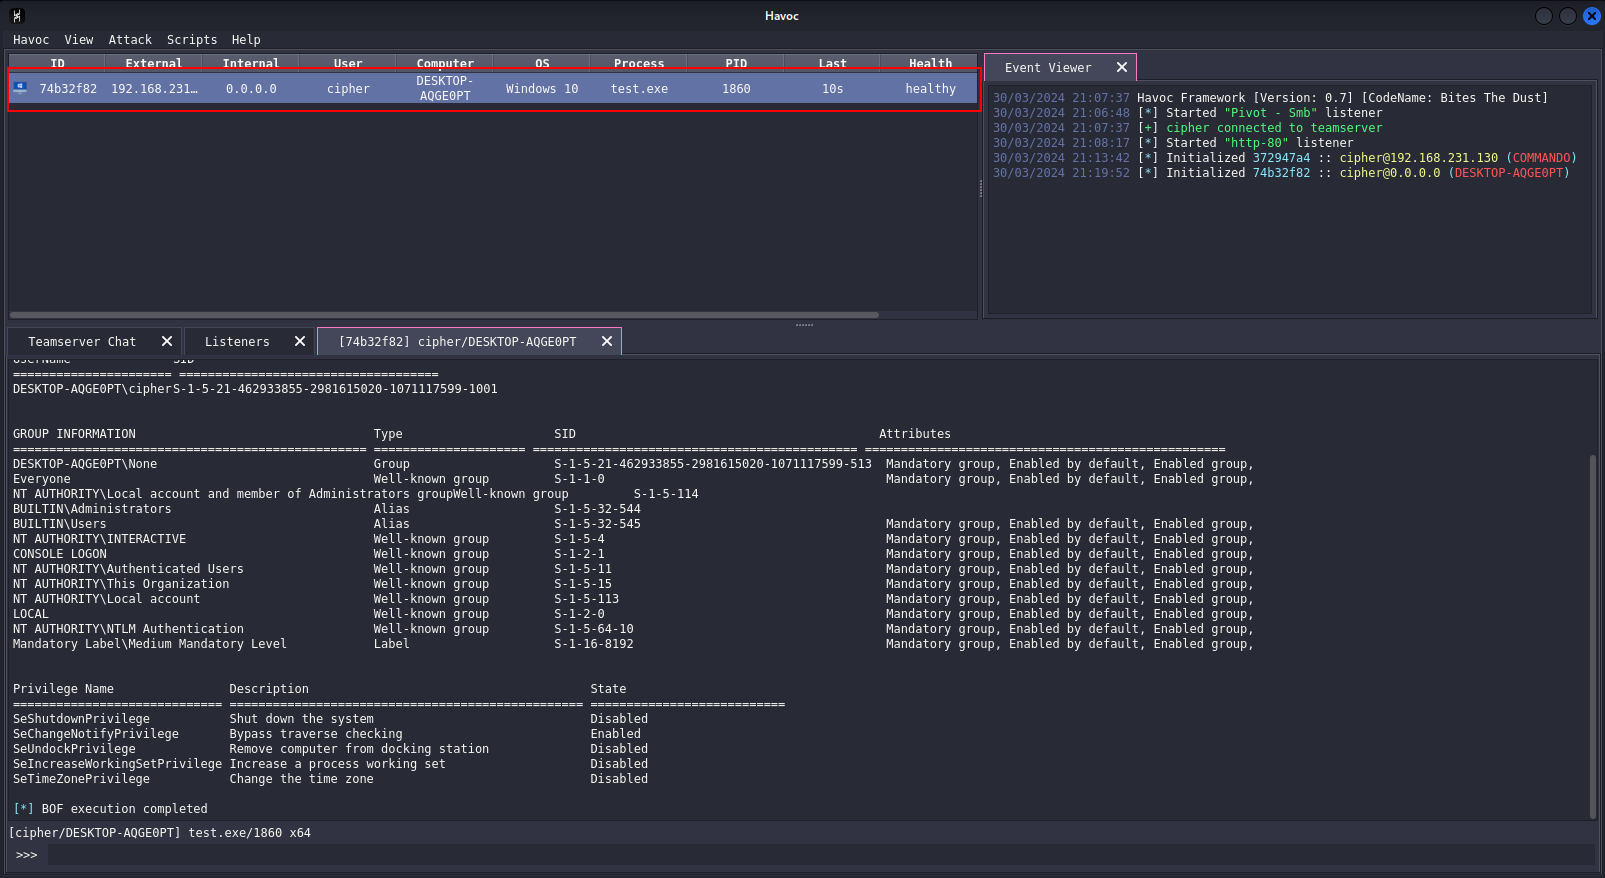 Havoc
Havoc View Attack Scripts Help
ID External Internal User Computer OS Process PID Last Health
74b32f82 192.168.231... 0.0.0.0 cipher DESKTOP-AQGE0PT Windows 10 test.exe 1860 10s healthy
Event Viewer
30/03/2024 21:07:37 Havoc Framework [Version: 0.7] [CodeName: Bites The Dust]
30/03/2024 21:06:48 [*] Started "Pivot - Smb" listener
30/03/2024 21:07:37 [+] cipher connected to teamserver
30/03/2024 21:08:17 [*] Started "http-80" listener
30/03/2024 21:13:42 [*] Initialized 372947a4 :: cipher@192.168.231.130 (COMMANDO)
30/03/2024 21:19:52 [*] Initialized 74b32f82 :: cipher@0.0.0.0 (DESKTOP-AQGE0PT)
Teamserver Chat Listeners [74b32f82] cipher/DESKTOP-AQGE0PT
UserName SID
====================== ====================================
DESKTOP-AQGE0PT\cipherS-1-5-21-462933855-2981615020-1071117599-1001
GROUP INFORMATION Type SID Attributes
================================================= ===================== ============================================= ==================================================
DESKTOP-AQGE0PT\None Group S-1-5-21-462933855-2981615020-1071117599-513 Mandatory group, Enabled by default, Enabled group,
Everyone Well-known group S-1-1-0 Mandatory group, Enabled by default, Enabled group,
NT AUTHORITY\Local account and member of Administrators groupWell-known group S-1-5-114
BUILTIN\Administrators Alias S-1-5-32-544
BUILTIN\Users Alias S-1-5-32-545 Mandatory group, Enabled by default, Enabled group,
NT AUTHORITY\INTERACTIVE Well-known group S-1-5-4 Mandatory group, Enabled by default, Enabled group,
CONSOLE LOGON Well-known group S-1-2-1 Mandatory group, Enabled by default, Enabled group,
NT AUTHORITY\Authenticated Users Well-known group S-1-5-11 Mandatory group, Enabled by default, Enabled group,
NT AUTHORITY\This Organization Well-known group S-1-5-15 Mandatory group, Enabled by default, Enabled group,
NT AUTHORITY\Local account Well-known group S-1-5-113 Mandatory group, Enabled by default, Enabled group,
LOCAL Well-known group S-1-2-0 Mandatory group, Enabled by default, Enabled group,
NT AUTHORITY\NTLM Authentication Well-known group S-1-5-64-10 Mandatory group, Enabled by default, Enabled group,
Mandatory Label\Medium Mandatory Level Label S-1-16-8192 Mandatory group, Enabled by default, Enabled group,
Privilege Name Description State
============================= ================================================= ===========================
SeShutdownPrivilege Shut down the system Disabled
SeChangeNotifyPrivilege Bypass traverse checking Enabled
SeUndockPrivilege Remove computer from docking station Disabled
SeIncreaseWorkingSetPrivilege Increase a process working set Disabled
SeTimeZonePrivilege Change the time zone Disabled
[*] BOF execution completed
[cipher/DESKTOP-AQGE0PT] test.exe/1860 x64
>>>